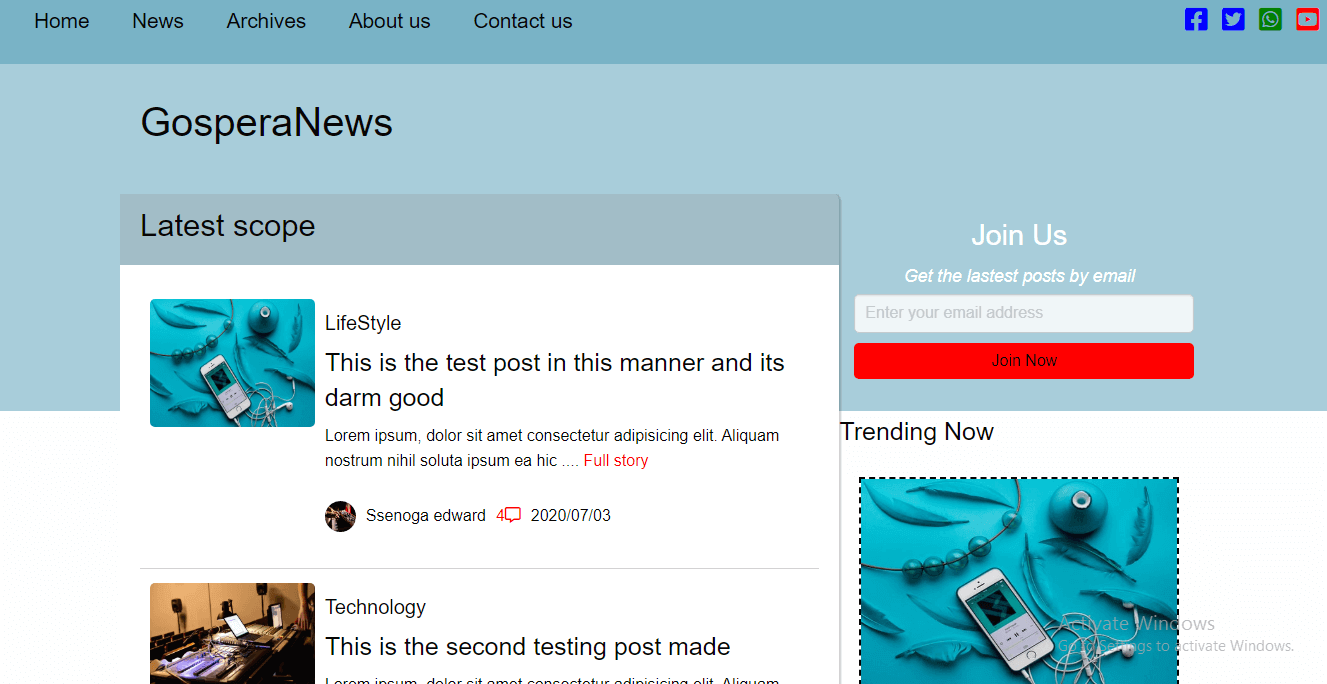 Home News Archives About us Contact us
GosperaNews
Latest scope
LifeStyle
This is the test post in this manner and its
darm good
Lorem ipsum, dolor sit amet consectetur adipisicing elit. Aliquam
nostrum nihil soluta ipsum ea hic .... Full story
Ssenoga edward 4 2020/07/03
Technology
This is the second testing post made
Lorem ipsum, dolor sit amet consectetur adipisicing elit. Aliquam
Join Us
Get the lastest posts by email
Enter your email address
Join Now
Trending Now
Activate Windows
Go to Settings to activate Windows.